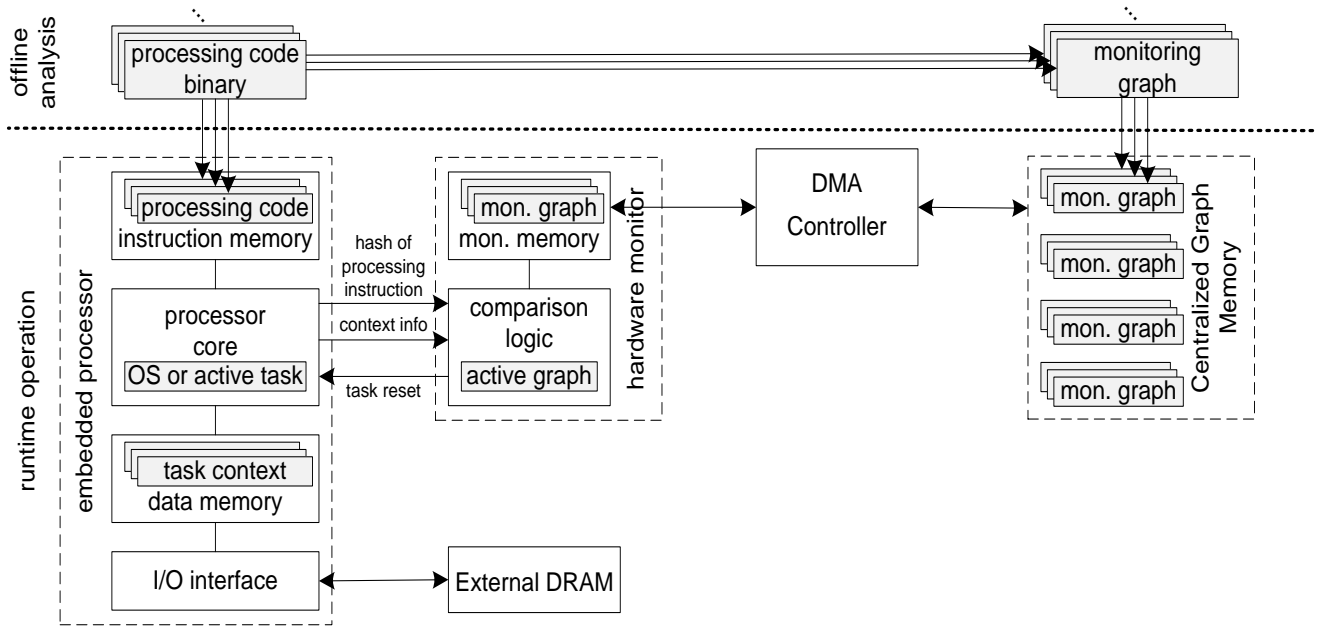 offline
analysis
processing code
binary
monitoring
graph
runtime operation
embedded processor
processing code
instruction memory
processor
core
OS or active task
task context
data memory
I/O interface
hash of
processing
instruction
context info
task reset
mon. graph
mon. memory
comparison
logic
active graph
hardware monitor
External DRAM
DMA
Controller
mon. graph
mon. graph
mon. graph
mon. graph
Centralized Graph
Memory